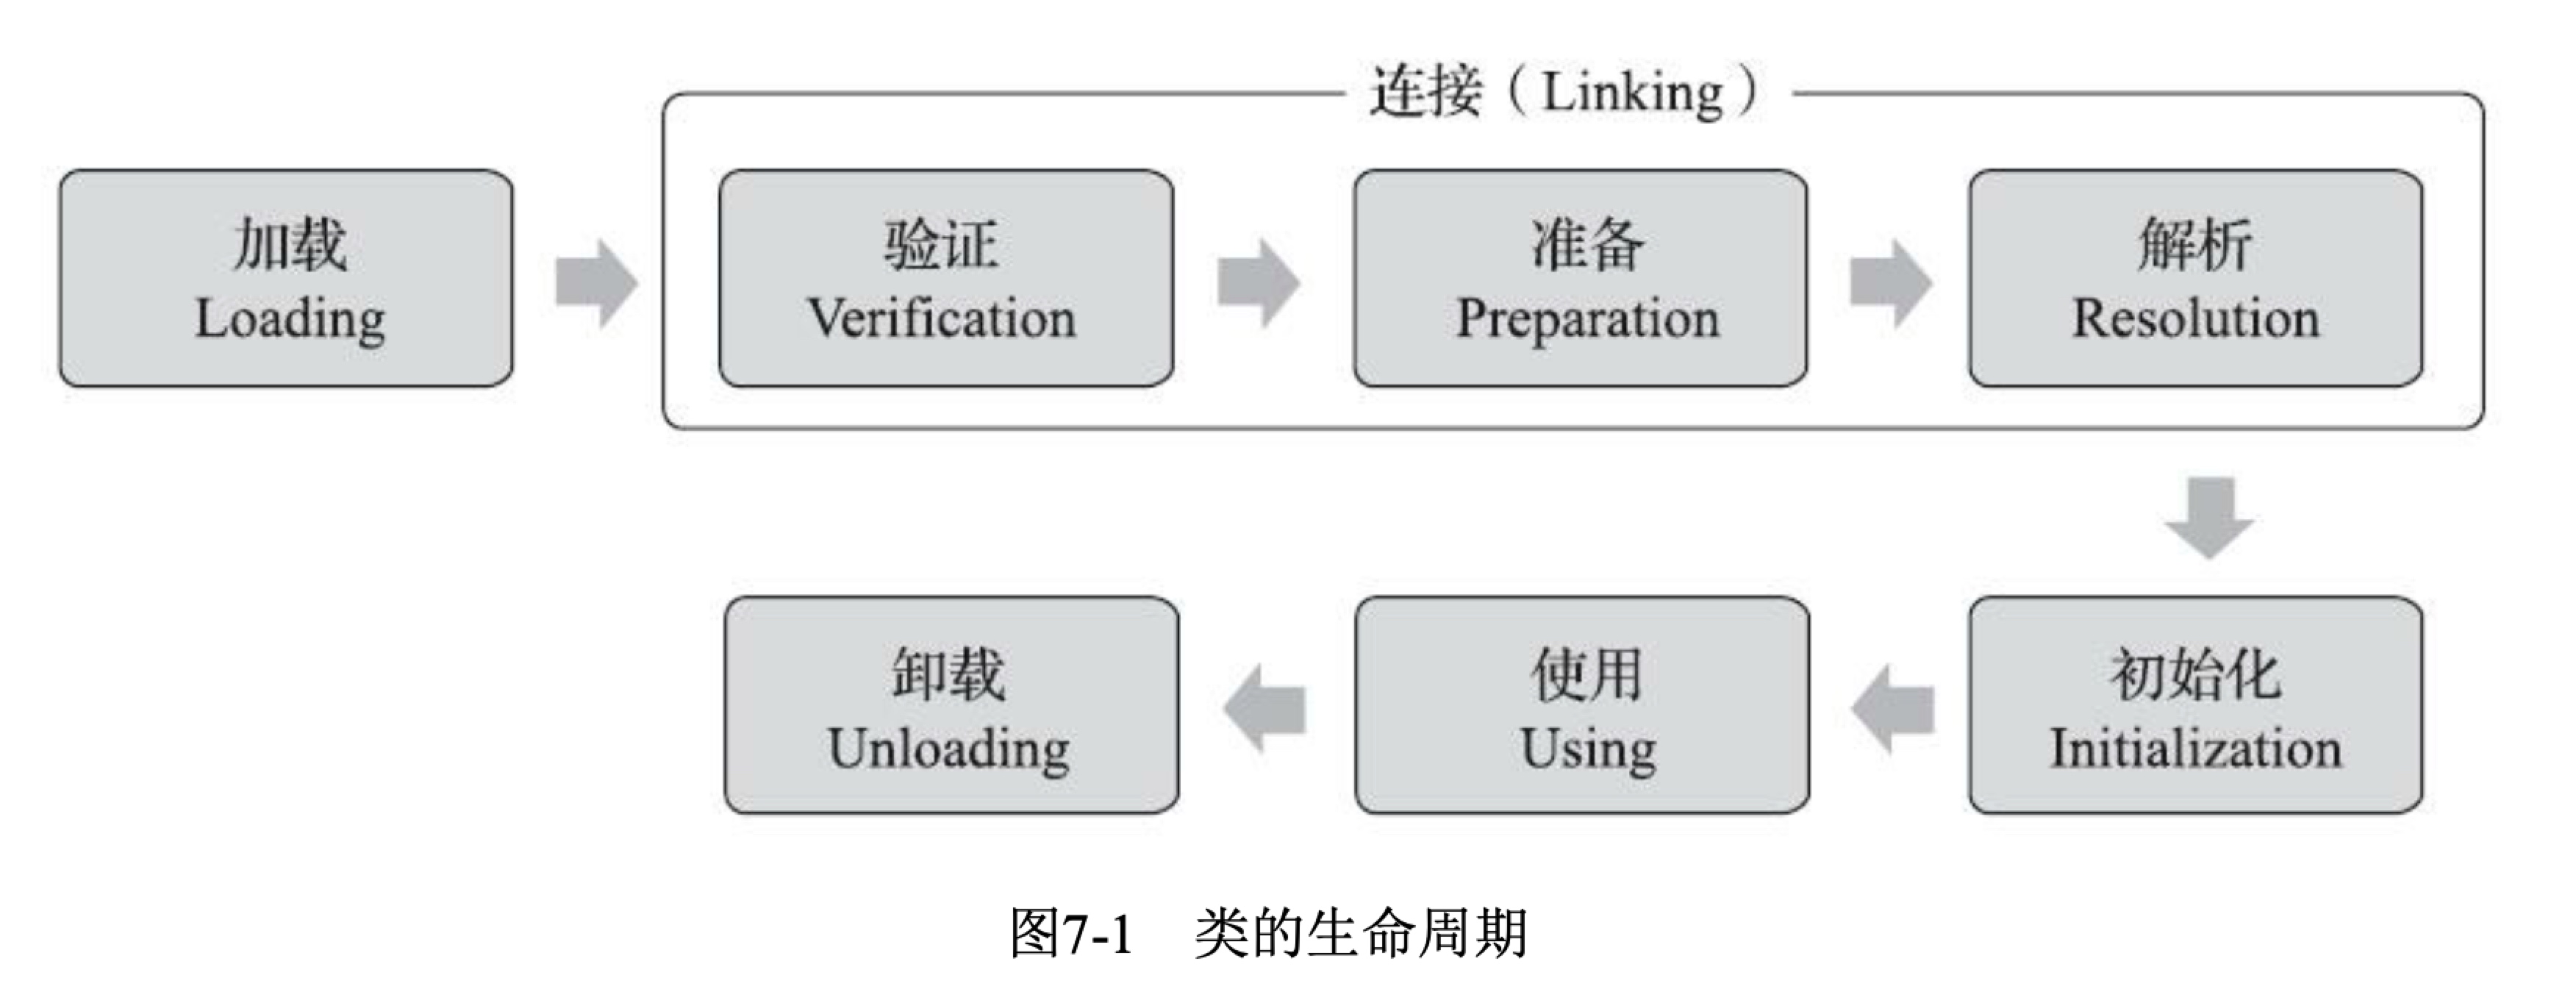 连接（Linking）
加载
Loading
验证
Verification
准备
Preparation
解析
Resolution
初始化
Initialization
使用
Using
卸载
Unloading
图7-1 类的生命周期